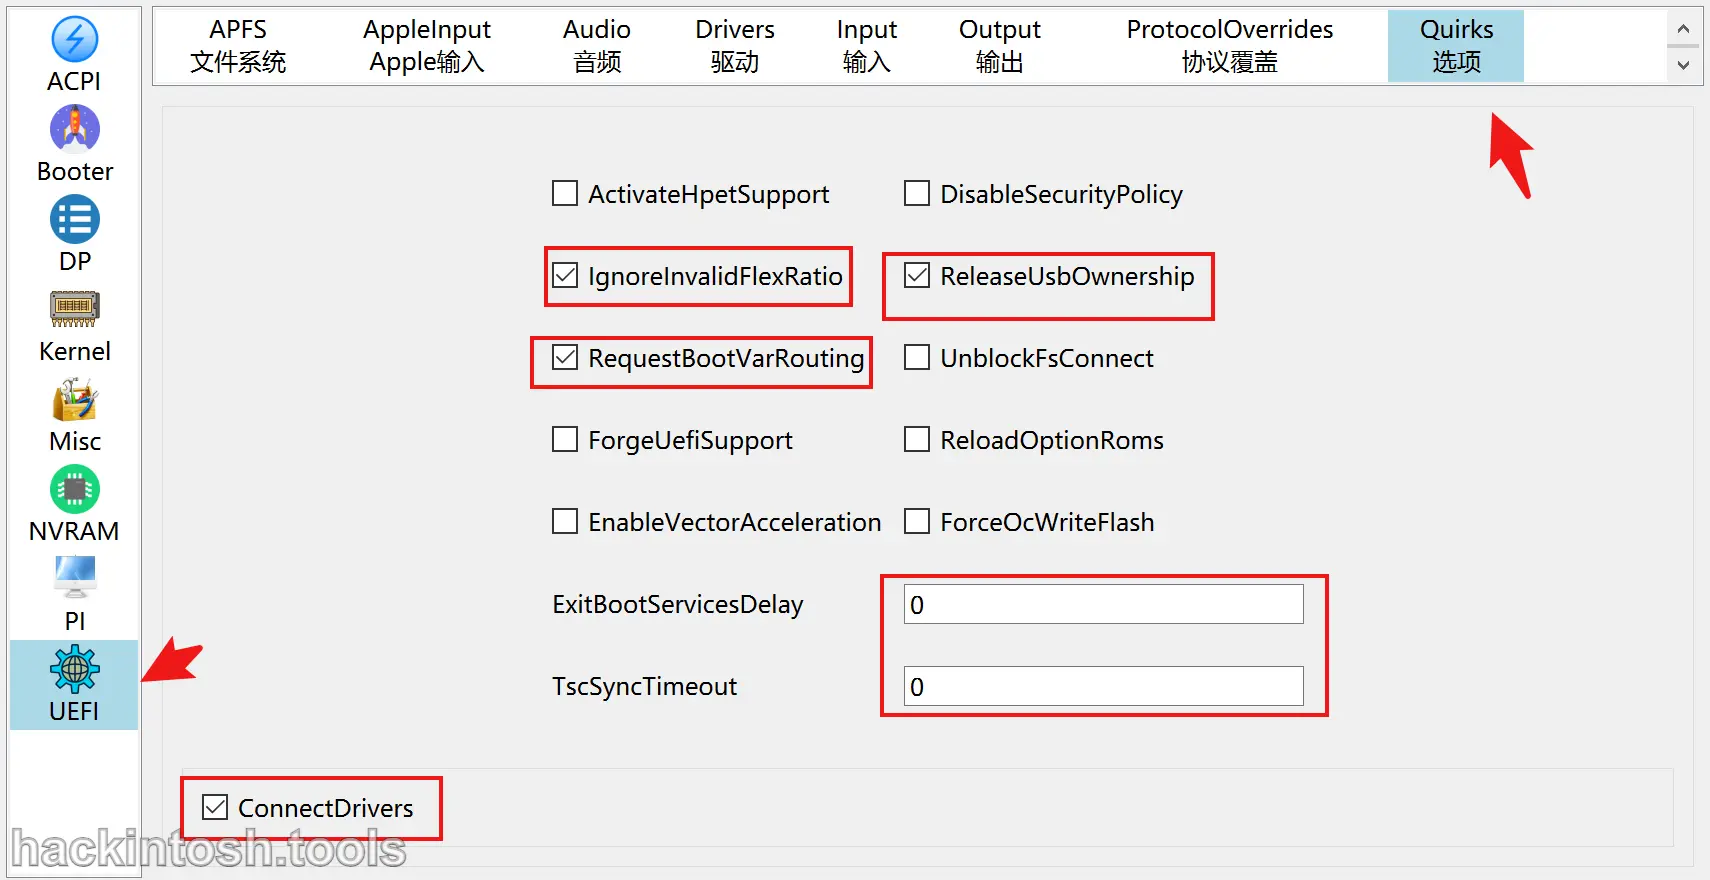 ACPI
Booter
DP
Kernel
Misc
NVRAM
PI
UEFI
APFS
文件系统
AppleInput
Apple输入
Audio
音频
Drivers
驱动
Input
输入
Output
输出
ProtocolOverrides
协议覆盖
Quirks
选项
ActivateHpetSupport
DisableSecurityPolicy
IgnoreInvalidFlexRatio
ReleaseUsbOwnership
RequestBootVarRouting
UnblockFsConnect
ForgeUefiSupport
ReloadOptionRoms
EnableVectorAcceleration
ForceOcWriteFlash
ExitBootServicesDelay
0
TscSyncTimeout
0
ConnectDrivers
hackintosh.tools